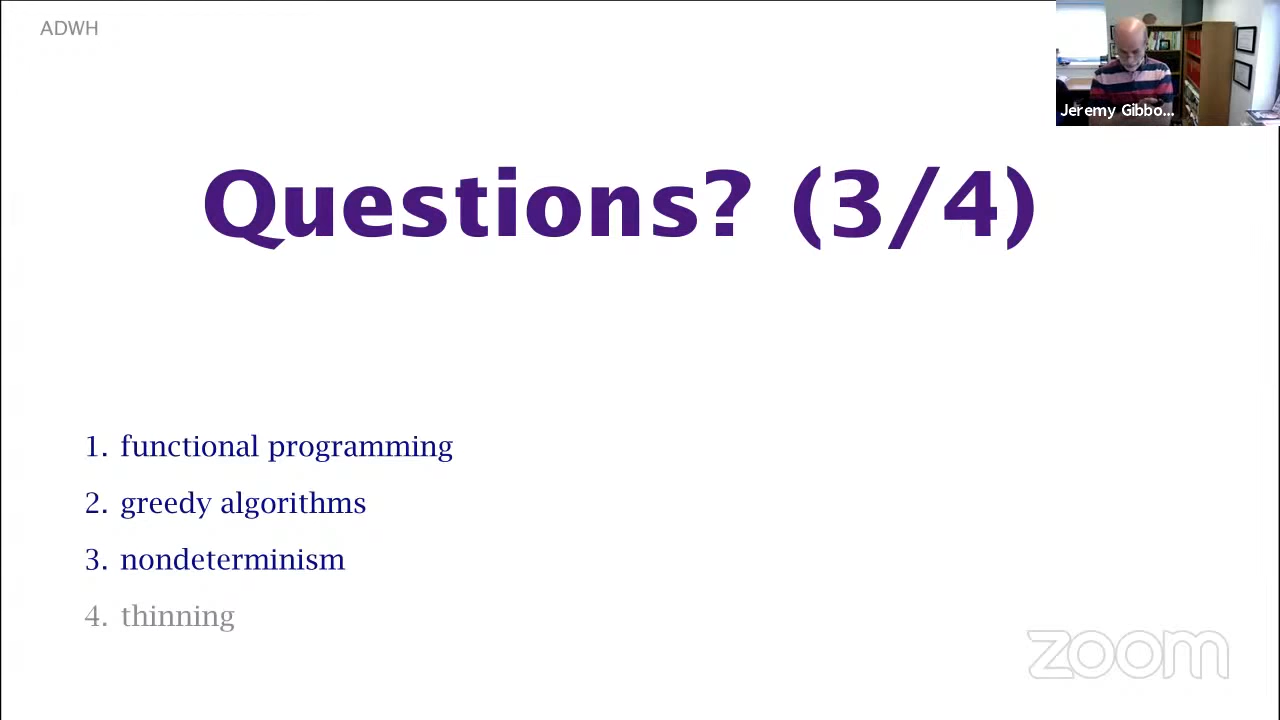 ADWH
Jeremy Gibbo...
Questions? (3/4)
1. functional programming
2. greedy algorithms
3. nondeterminism
4. thinning
zoom